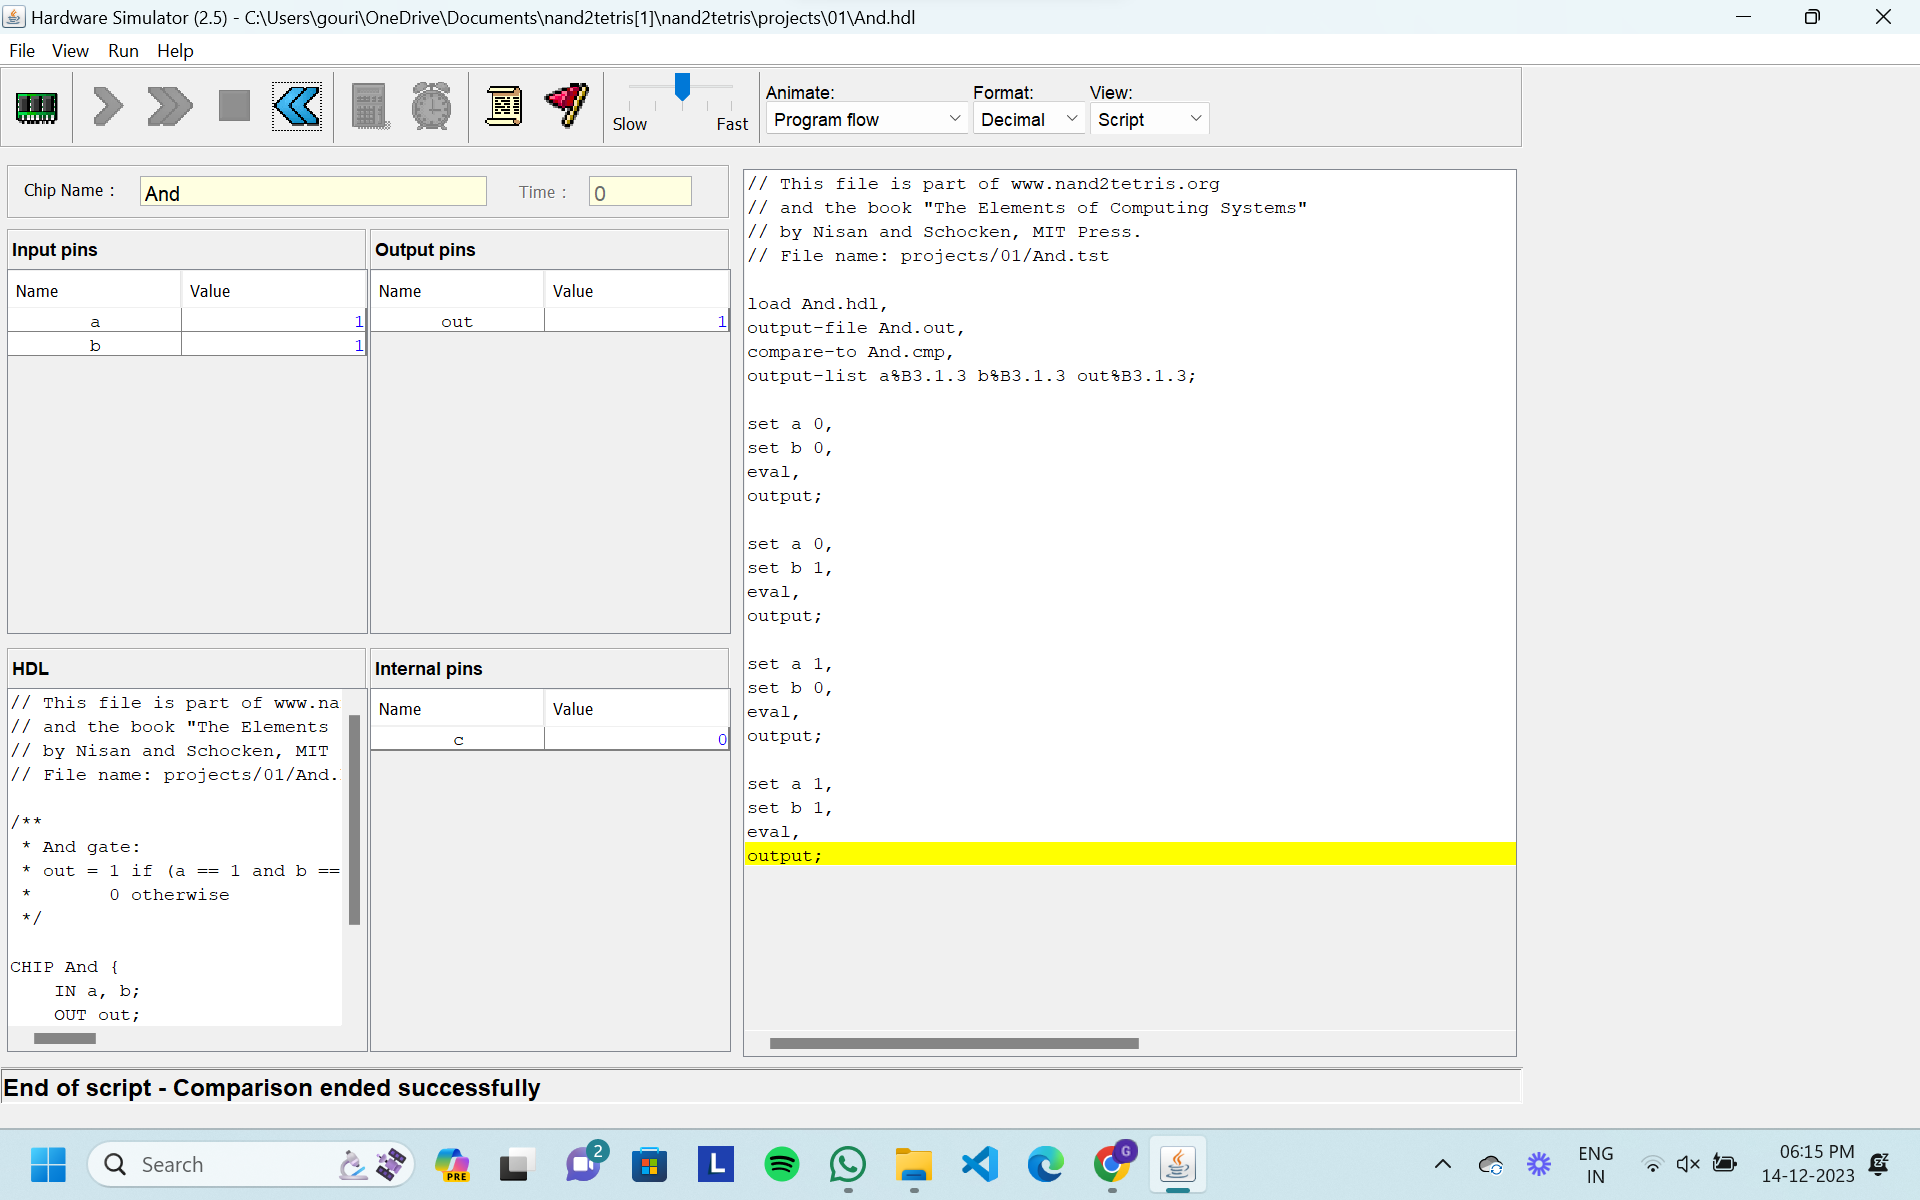 Hardware Simulator (2.5) - C:\Users\gouri\OneDrive\Documents\nand2tetris[1]\nand2tetris\projects\01\And.hdl
File View Run Help
Slow Fast
Animate: Format: View:
Program flow Decimal Script
Chip Name : And Time : 0
Input pins
Name Value
a 1
b 1
Output pins
Name Value
out 1
HDL
// This file is part of www.na
// and the book "The Elements
// by Nisan and Schocken, MIT
// File name: projects/01/And.
/**
* And gate:
* out = 1 if (a == 1 and b ==
* 0 otherwise
*/
CHIP And {
IN a, b;
OUT out;
Internal pins
Name Value
c 0
// This file is part of www.nand2tetris.org
// and the book "The Elements of Computing Systems"
// by Nisan and Schocken, MIT Press.
// File name: projects/01/And.tst
load And.hdl,
output-file And.out,
compare-to And.cmp,
output-list a%B3.1.3 b%B3.1.3 out%B3.1.3;
set a 0,
set b 0,
eval,
output;
set a 0,
set b 1,
eval,
output;
set a 1,
set b 0,
eval,
output;
set a 1,
set b 1,
eval,
output;
End of script - Comparison ended successfully
Search
PRE
2
L
G
ENG
IN
06:15 PM
14-12-2023